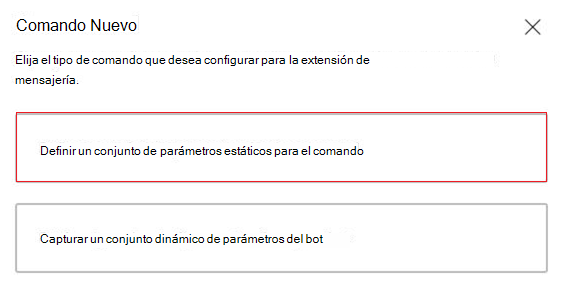 Comando Nuevo
Elija el tipo de comando que desea configurar para la extensión de
mensajería.
Definir un conjunto de parámetros estáticos para el comando
Capturar un conjunto dinámico de parámetros del bot